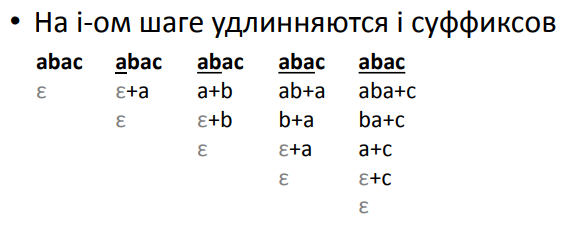 • На i-ом шаге удлинняются i суффиксов
abac abac abac abac abac
ε ε+a a+b ab+a aba+c
ε ε+b b+a ba+c
ε ε+a a+c
ε ε+c
ε